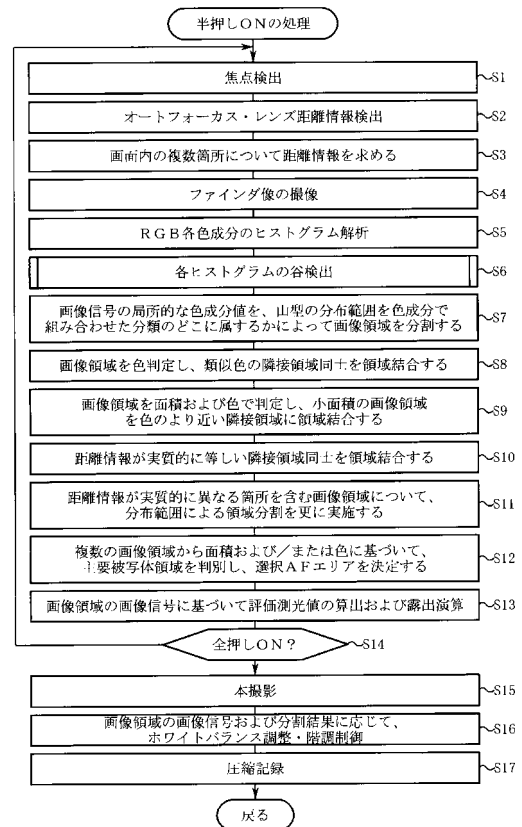 半押しONの処理
焦点検出
S1
オートフォーカス・レンズ距離情報検出
S2
画面内の複数箇所について距離情報を求める
S3
ファインダ像の撮像
S4
RGB各色成分のヒストグラム解析
S5
各ヒストグラムの谷検出
S6
画像信号の局所的な色成分値を、山型の分布範囲を色成分で
組み合わせた分類のどこに属するかによって画像領域を分割する
S7
画像領域を色判定し、類似色の隣接領域同士を領域結合する
S8
画像領域を面積および色で判定し、小面積の画像領域
を色のより近い隣接領域に領域結合する
S9
距離情報が実質的に等しい隣接領域同士を領域結合する
S10
距離情報が実質的に異なる箇所を含む画像領域について、
分布範囲による領域分割を更に実施する
S11
複数の画像領域から面積および/または色に基づいて、
主要被写体領域を判別し、選択AFエリアを決定する
S12
画像領域の画像信号に基づいて評価測光値の算出および露出演算
S13
全押しON?
S14
本撮影
S15
画像領域の画像信号および分割結果に応じて、
ホワイトバランス調整・階調制御
S16
圧縮記録
S17
戻る